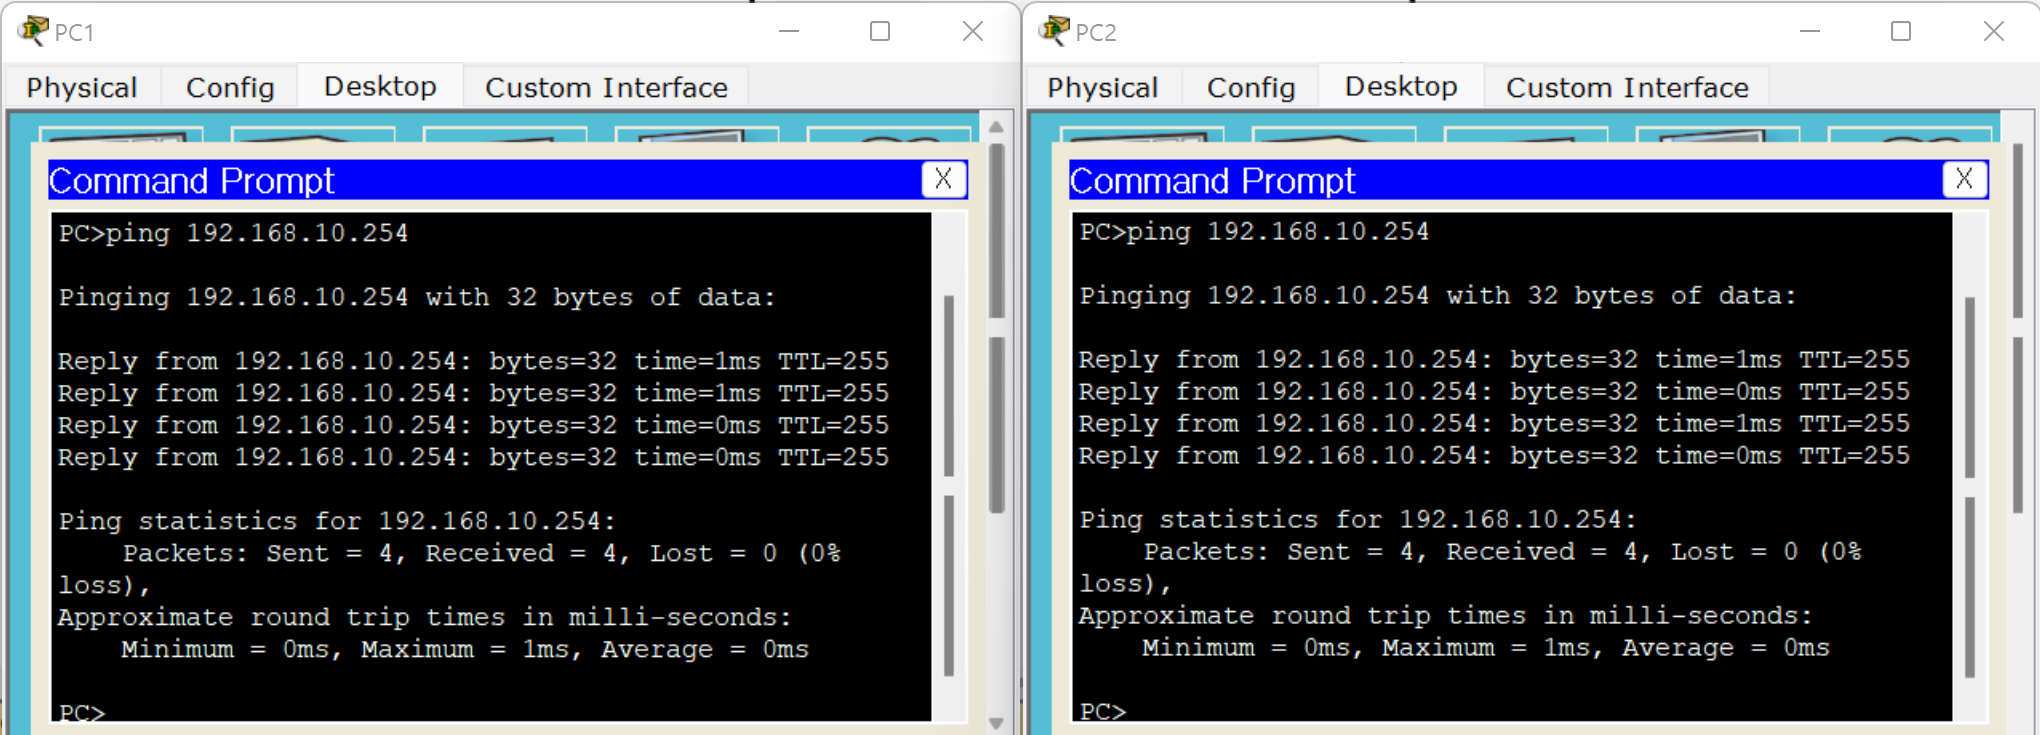 PC1
Physical Config Desktop Custom Interface
Command Prompt X
PC>ping 192.168.10.254
Pinging 192.168.10.254 with 32 bytes of data:
Reply from 192.168.10.254: bytes=32 time=1ms TTL=255
Reply from 192.168.10.254: bytes=32 time=1ms TTL=255
Reply from 192.168.10.254: bytes=32 time=0ms TTL=255
Reply from 192.168.10.254: bytes=32 time=0ms TTL=255
Ping statistics for 192.168.10.254:
Packets: Sent = 4, Received = 4, Lost = 0 (0%
loss),
Approximate round trip times in milli-seconds:
Minimum = 0ms, Maximum = 1ms, Average = 0ms
PC>
PC2
Physical Config Desktop Custom Interface
Command Prompt X
PC>ping 192.168.10.254
Pinging 192.168.10.254 with 32 bytes of data:
Reply from 192.168.10.254: bytes=32 time=1ms TTL=255
Reply from 192.168.10.254: bytes=32 time=0ms TTL=255
Reply from 192.168.10.254: bytes=32 time=1ms TTL=255
Reply from 192.168.10.254: bytes=32 time=0ms TTL=255
Ping statistics for 192.168.10.254:
Packets: Sent = 4, Received = 4, Lost = 0 (0%
loss),
Approximate round trip times in milli-seconds:
Minimum = 0ms, Maximum = 1ms, Average = 0ms
PC>